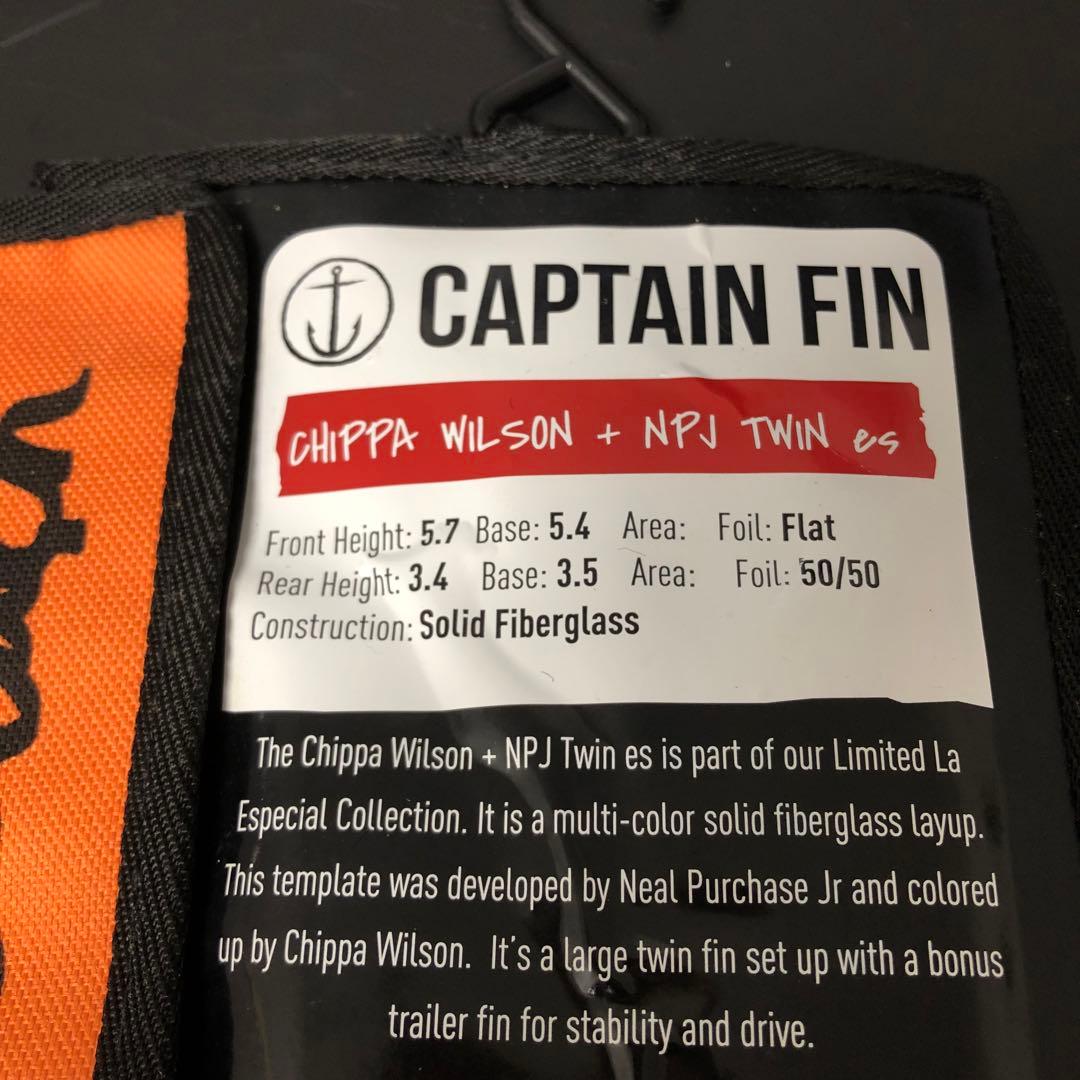 CAPTAIN FIN
CHIPPA WILSON + NPJ TWIN es
Front Height: 5.7 Base: 5.4 Area: Foil: Flat
Rear Height: 3.4 Base: 3.5 Area: Foil: 50/50
Construction: Solid Fiberglass
The Chippa Wilson + NPJ Twin es is part of our Limited La
Especial Collection. It is a multi-color solid fiberglass layup.
This template was developed by Neal Purchase Jr and colored
up by Chippa Wilson. It's a large twin fin set up with a bonus
trailer fin for stability and drive.